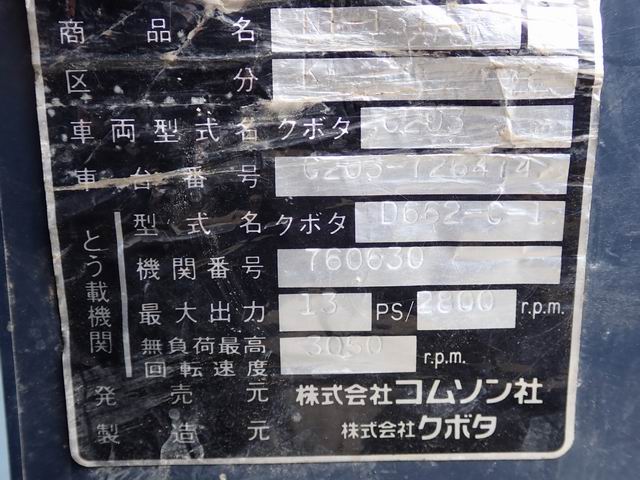 商品名
区分
車両型式名 クボタ C203
車台番号 C203-726474
とう載機関
型式名 クボタ D662-C-1
機関番号 760630
最大出力 13 PS/2800 r.p.m.
無負荷最高回転速度 3050 r.p.m.
発売元 株式会社コムソン社
製造元 株式会社クボタ